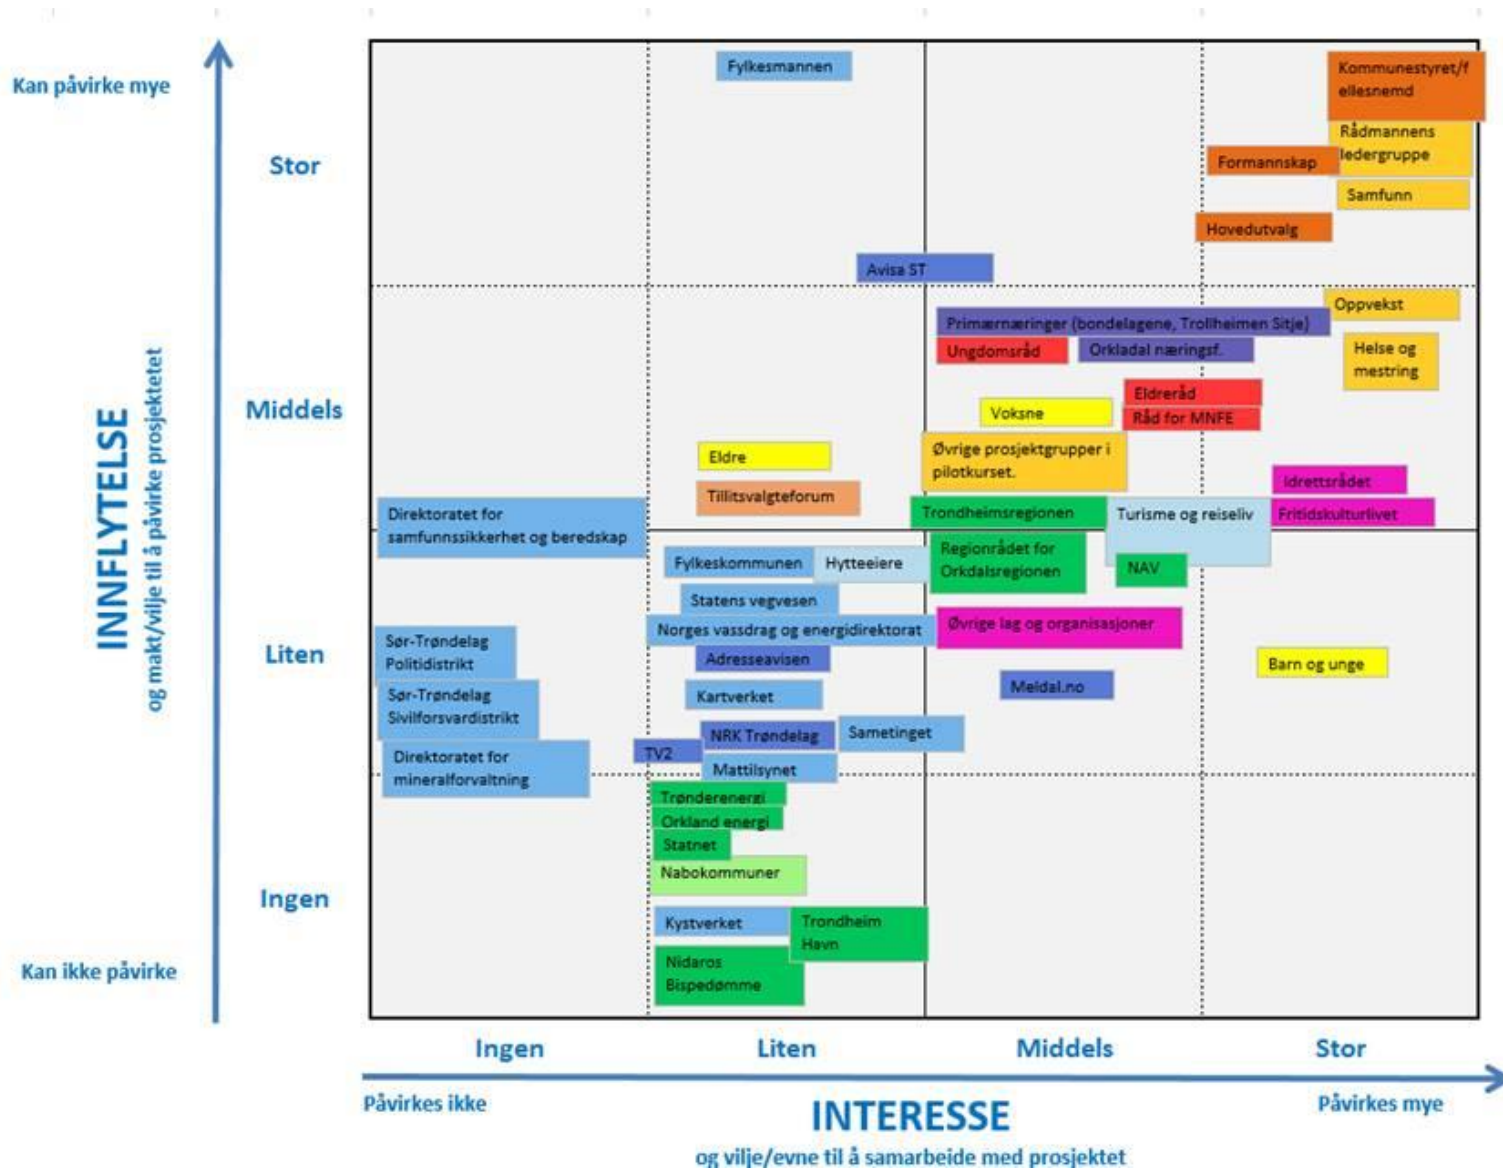 Kan påvirke mye
Fylkesmannen
Kommunestyret/f
ellesnemd
Rådmannens
ledergruppe
Stor
Formannskap
Samfunn
Hovedutvalg
Avisa ST
Oppvekst
Primærnæringer (bondelagene, Trollheimen Sitje)
Ungdomsråd
Orkladal næringsf.
Helse og
mestring
INNFLYTELSE
og makt/vilje til å påvirke prosjektetet
Middels
Eldreråd
Voksne
Råd for MNFE
Eldre
Øvrige prosjektgrupper i
pilotkurset.
Idrettsrådet
Tillitsvalgteforum
Direktoratet for
samfunnssikkerhet og beredskap
Trondheimsregionen
Turisme og reiseliv
Fritidskulturlivet
Fylkeskommunen
Hytteeiere
Regionrådet for
Orkdalsregionen
NAV
Statens vegvesen
Norges vassdrag og energidirektorat
Øvrige lag og organisasjoner
Liten
Sør-Trøndelag
Politidistrikt
Adresseavisen
Barn og unge
Sør-Trøndelag
Sivilforsvardistrikt
Kartverket
Meldal.no
NRK Trøndelag
Sametinget
TV2
Direktoratet for
mineralforvaltning
Mattilsynet
Trønderenergi
Orkland energi
Statnet
Nabokommuner
Ingen
Kystverket
Trondheim
Havn
Nidaros
Bispedømme
Kan ikke påvirke
Ingen
Liten
Middels
Stor
Påvirkes ikke
INTERESSE
Påvirkes mye
og vilje/evne til å samarbeide med prosjektet